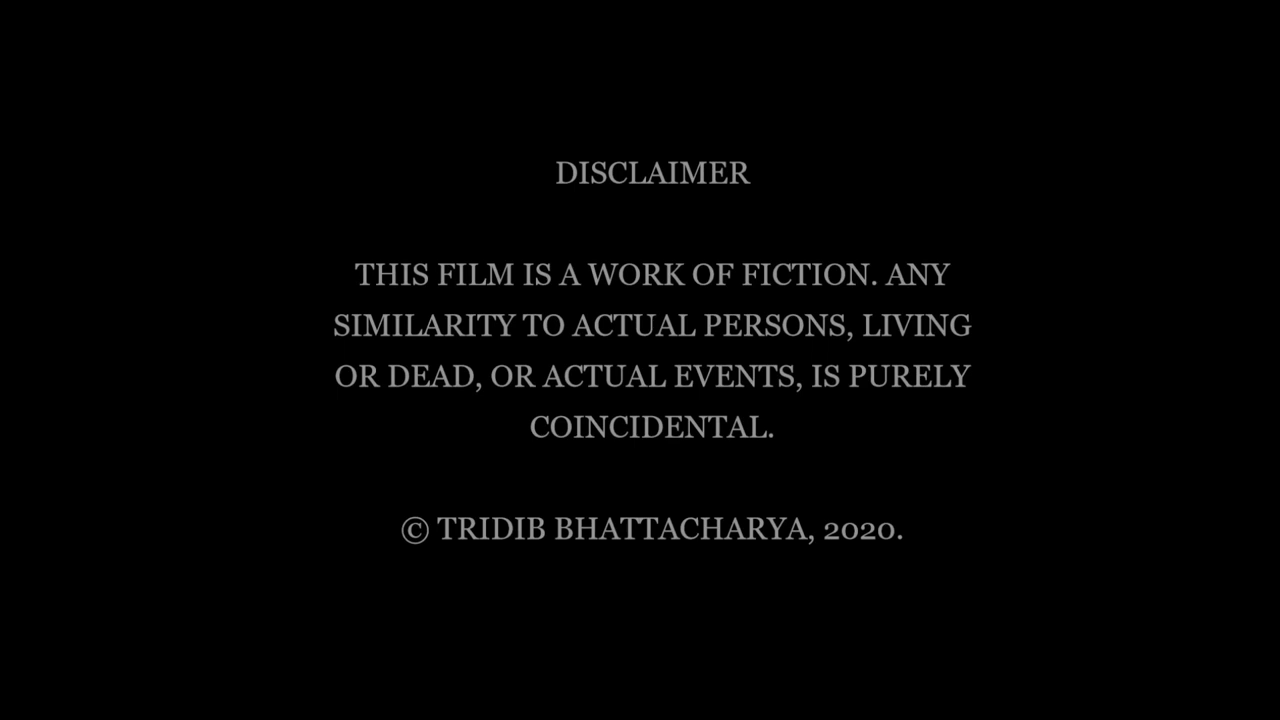 DISCLAIMER
THIS FILM IS A WORK OF FICTION. ANY
SIMILARITY TO ACTUAL PERSONS, LIVING
OR DEAD, OR ACTUAL EVENTS, IS PURELY
COINCIDENTAL.
© TRIDIB BHATTACHARYA, 2020.